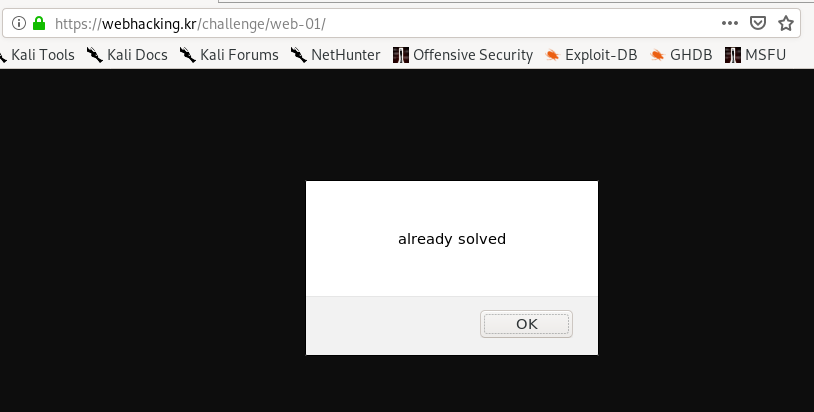 https://webhacking.kr/challenge/web-01/
Kali Tools Kali Docs Kali Forums NetHunter Offensive Security Exploit-DB GHDB MSFU
already solved
OK